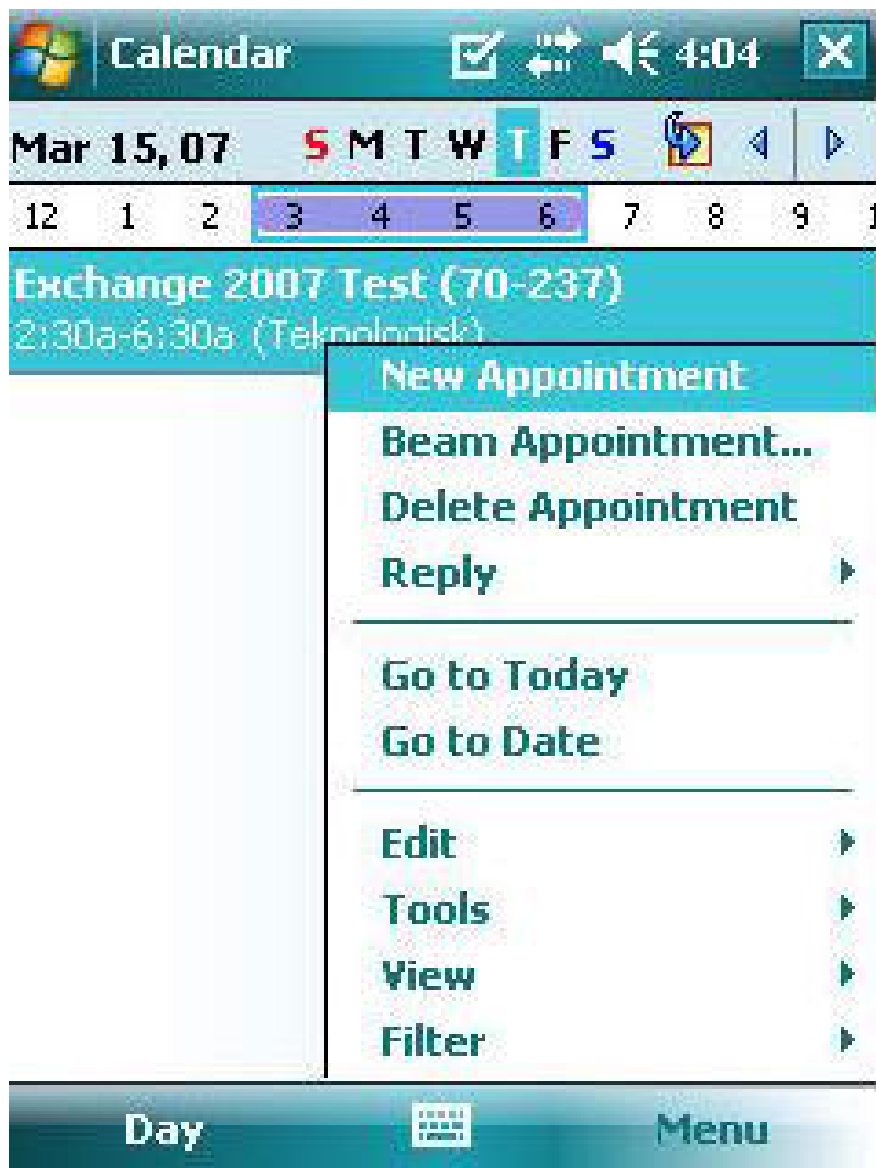 Calendar 4:04
Mar 15, 07 S M T W T F S
12 1 2 3 4 5 6 7 8 9 1
Exchange 2007 Test (70-237)
2:30a-6:30a (Teknologisk)
New Appointment
Beam Appointment...
Delete Appointment
Reply
Go to Today
Go to Date
Edit
Tools
View
Filter
Day Menu